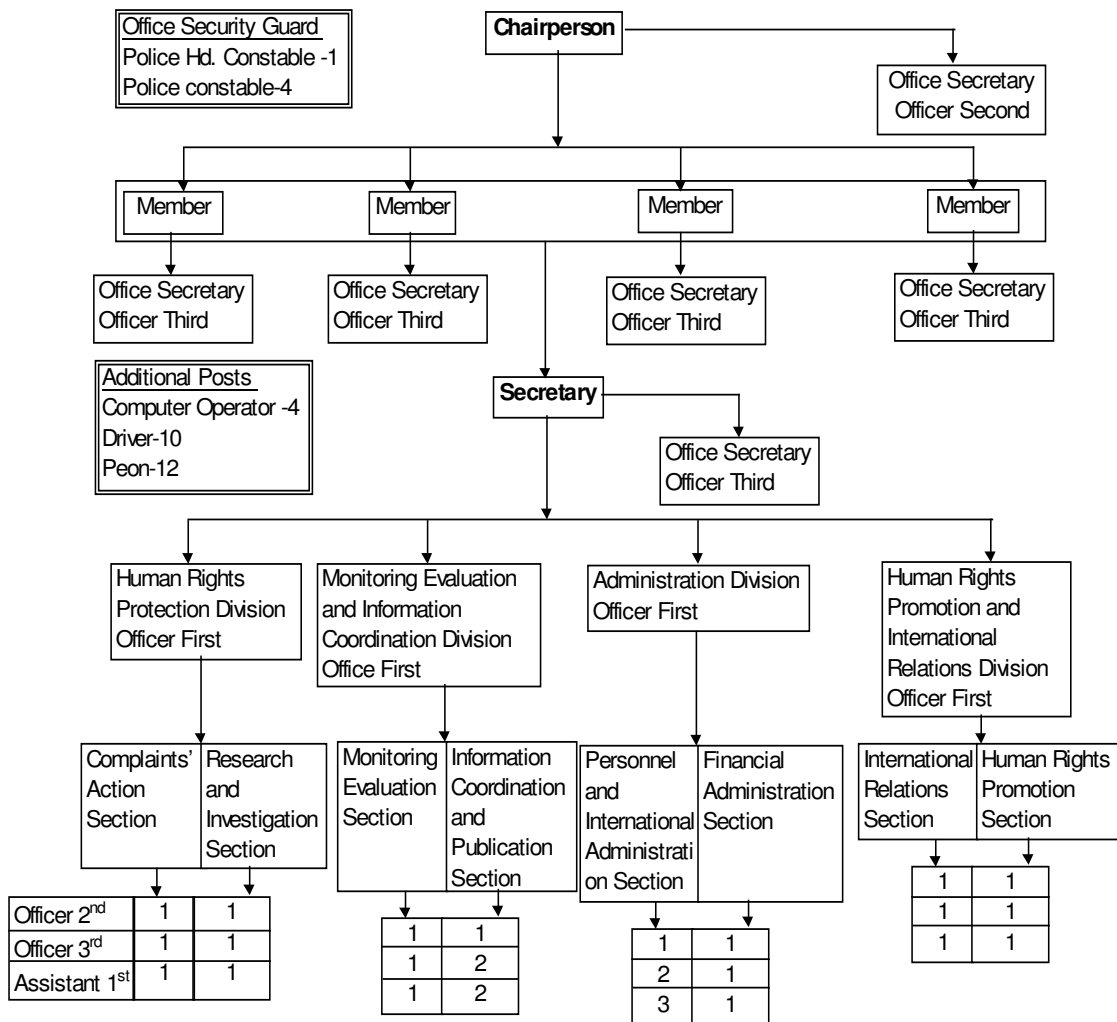 Office Security Guard
Police Hd. Constable -1
Police constable-4
Chairperson
Office Secretary
Officer Second
Member
Member
Member
Member
Office Secretary
Officer Third
Office Secretary
Officer Third
Office Secretary
Officer Third
Office Secretary
Officer Third
Additional Posts
Computer Operator -4
Driver-10
Peon-12
Secretary
Office Secretary
Officer Third
Human Rights
Protection Division
Officer First
Monitoring Evaluation
and Information
Coordination Division
Office First
Administration Division
Officer First
Human Rights
Promotion and
International
Relations Division
Officer First
Complaints'
Action
Section
Research
and
Investigation
Section
Monitoring
Evaluation
Section
Information
Coordination
and
Publication
Section
Personnel
and
International
Administrati
on Section
Financial
Administration
Section
International
Relations
Section
Human Rights
Promotion
Section
Officer 2nd 1 1
Officer 3rd 1 1
Assistant 1st 1 1
1 1
1 2
1 2
1 1
2 1
3 1
1 1
1 1
1 1